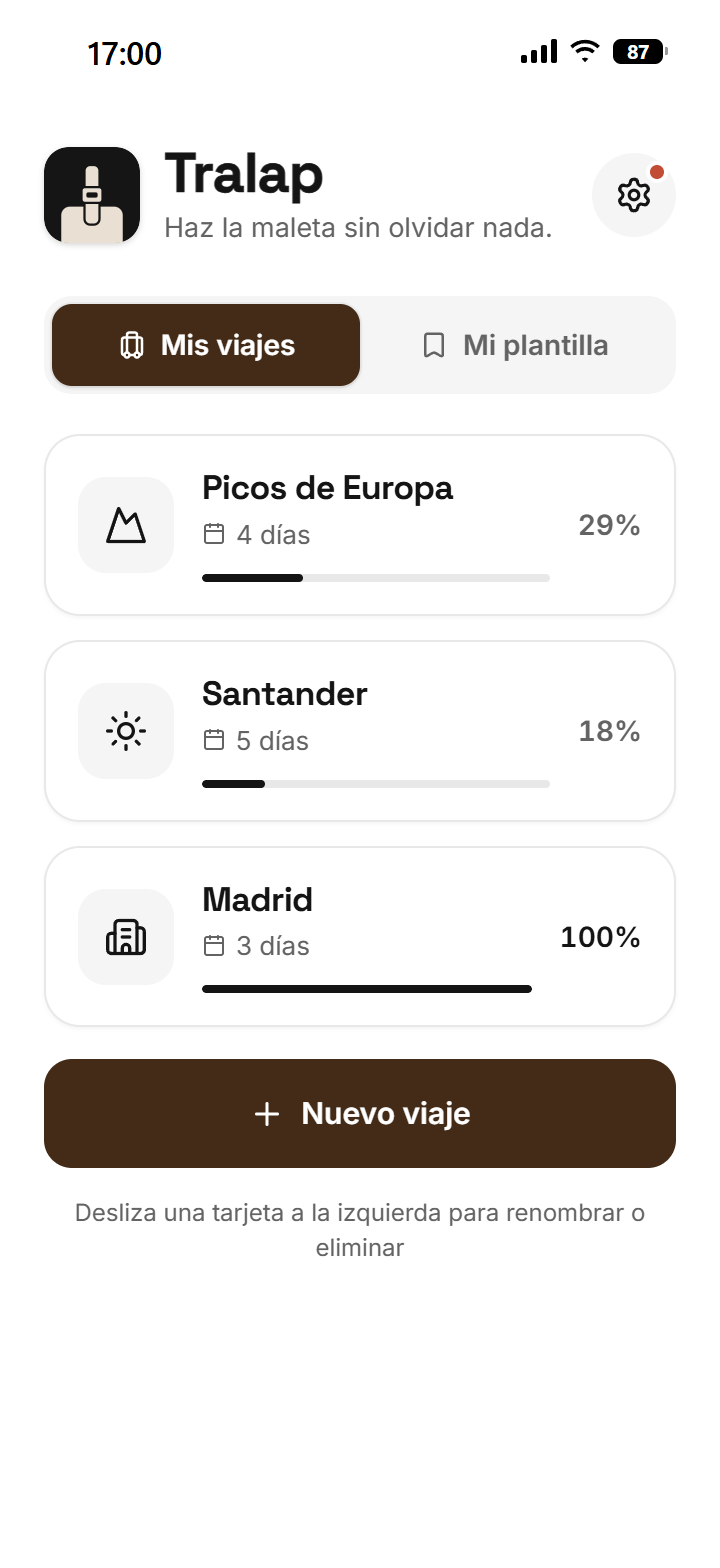 17:00
87
Tralap
Haz la maleta sin olvidar nada.
Mis viajes
Mi plantilla
Picos de Europa
4 días
29%
Santander
5 días
18%
Madrid
3 días
100%
Nuevo viaje
Desliza una tarjeta a la izquierda para renombrar o
eliminar